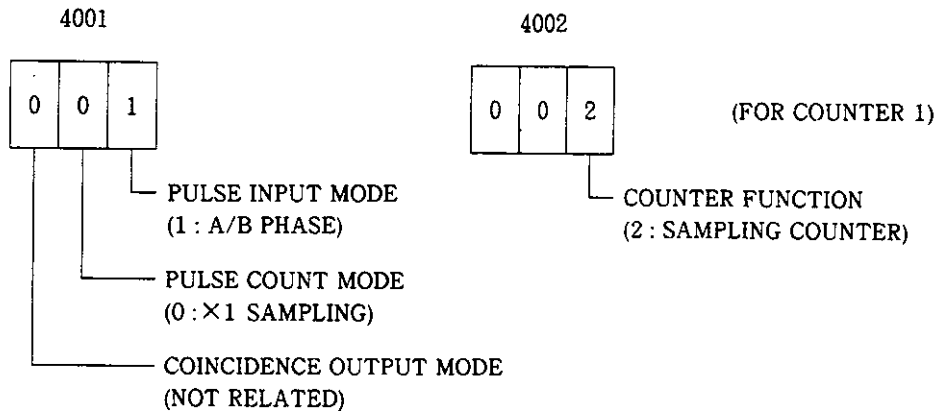 4001
0 0 1
PULSE INPUT MODE
(1 : A/B PHASE)
PULSE COUNT MODE
(0 : ×1 SAMPLING)
COINCIDENCE OUTPUT MODE
(NOT RELATED)
4002
0 0 2
(FOR COUNTER 1)
COUNTER FUNCTION
(2 : SAMPLING COUNTER)